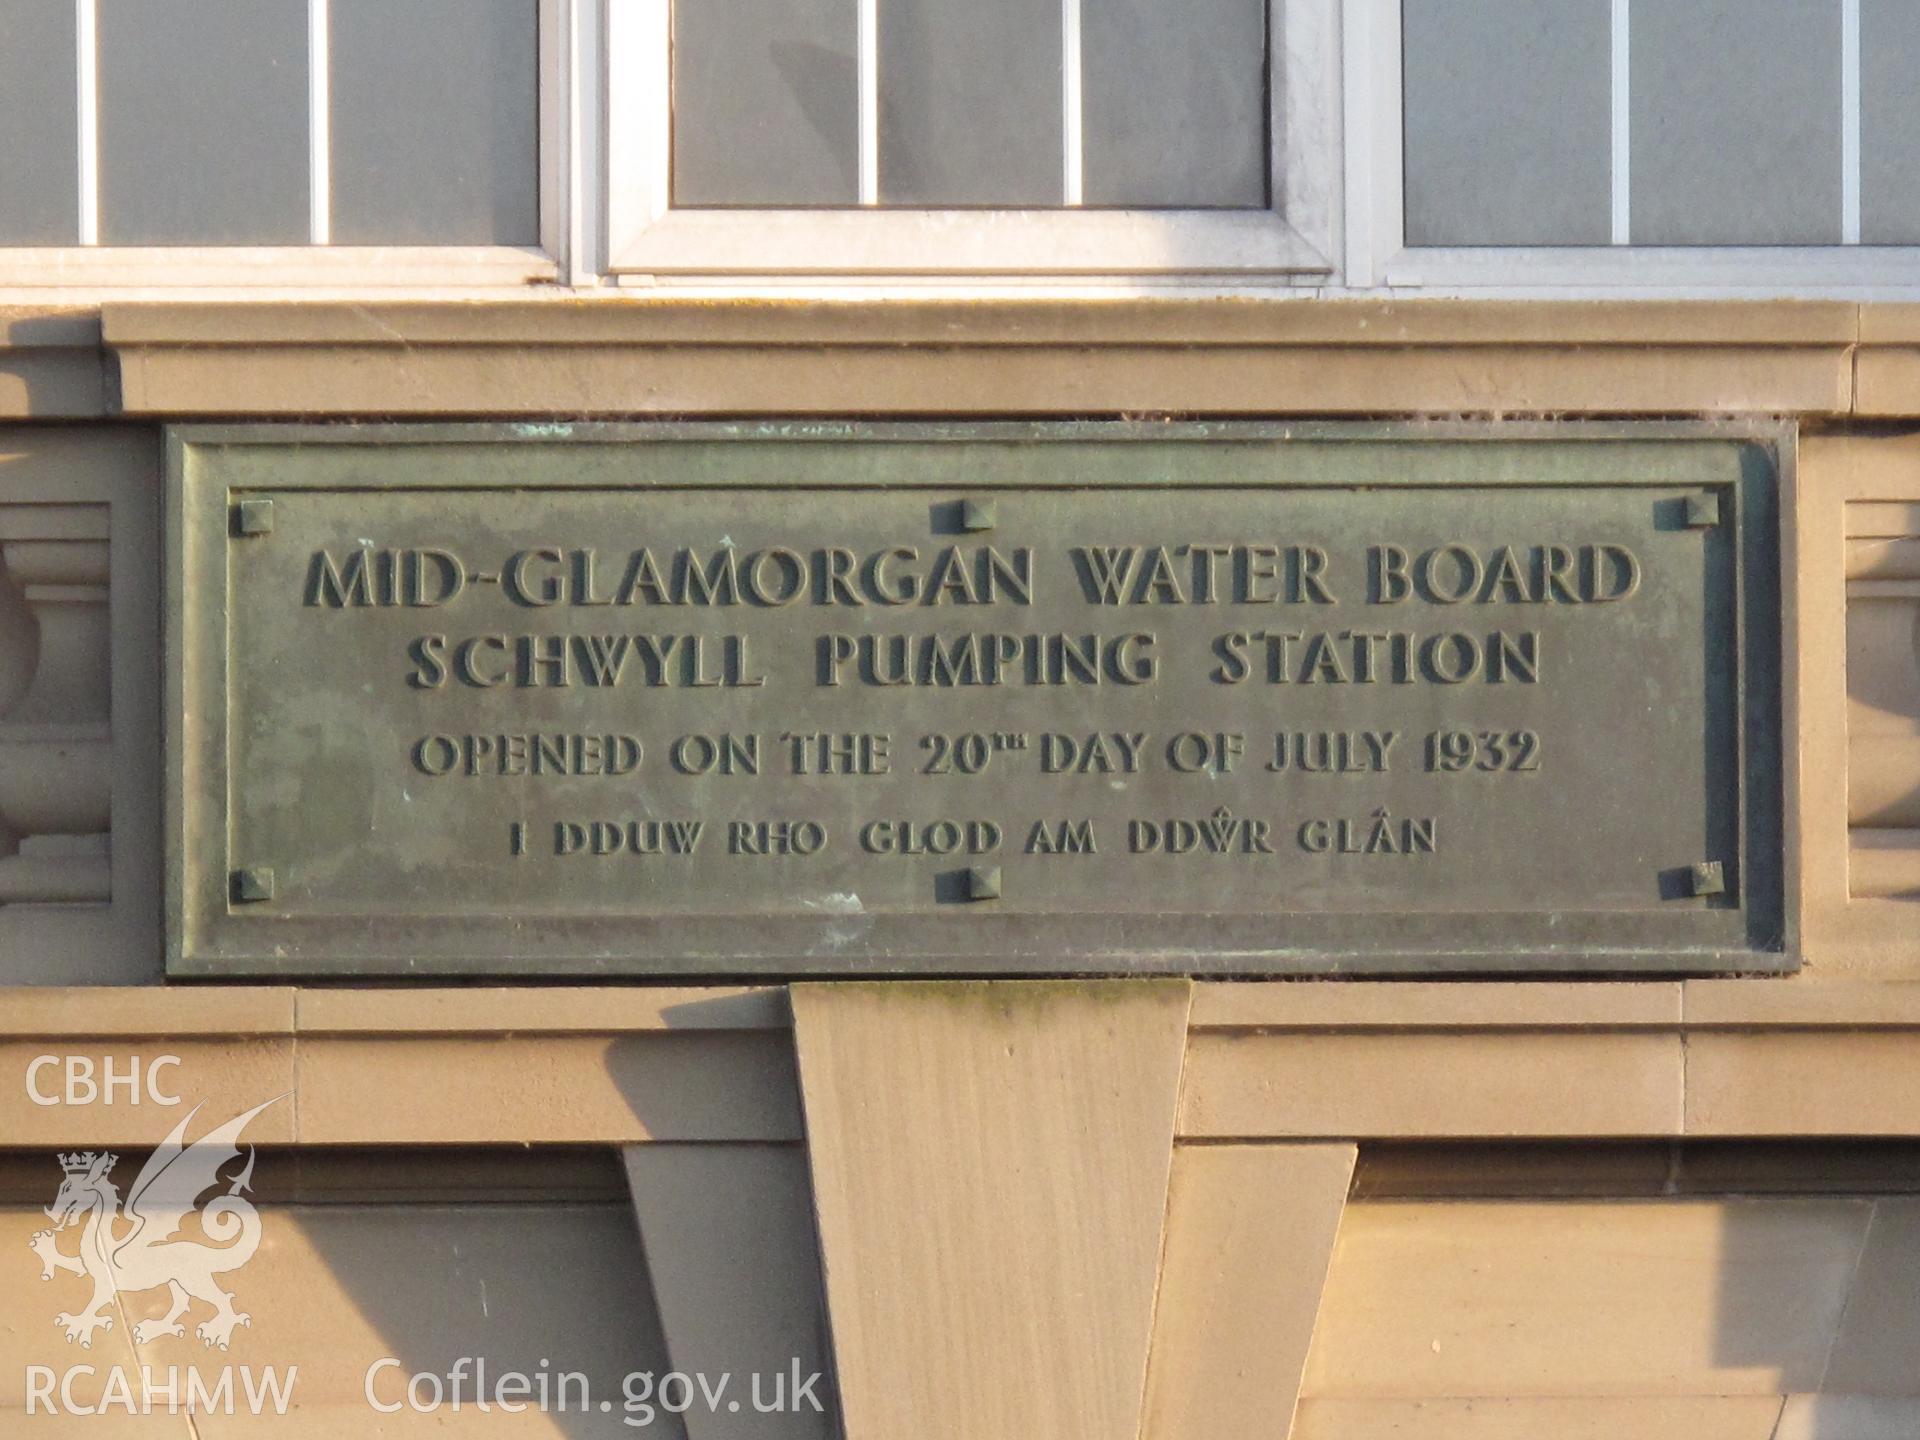 MID-GLAMORGAN WATER BOARD
SCHWYLL PUMPING STATION
OPENED ON THE 20TH DAY OF JULY 1932
I DDUW RHO GLOD AM DDŴR GLÂN
CBHC
RCAHMW Coflein.gov.uk